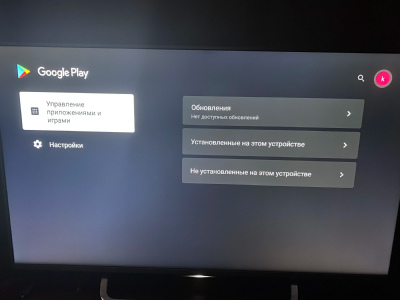 Google Play
k
Управление
приложениями и
играми
Настройки
Обновления
Нет доступных обновлений
Установленные на этом устройстве
Не установленные на этом устройстве